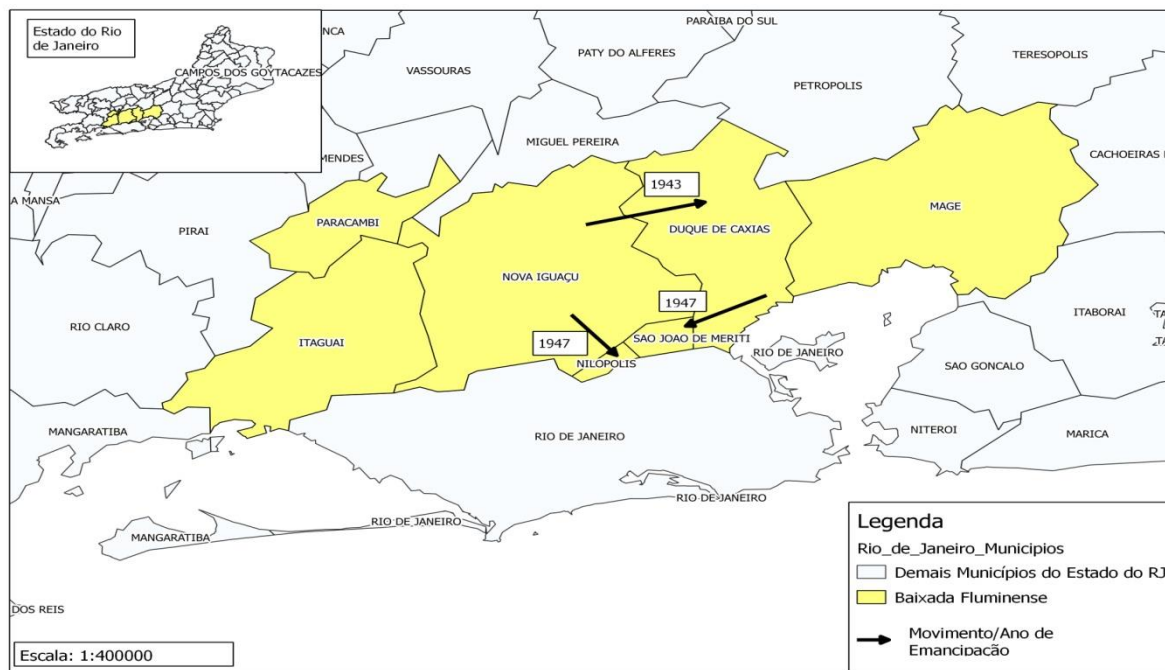 Estado do Rio
de Janeiro
CAMPOS DOS GOYTACAZES
NCA
VASSOURAS
PATY DO ALFERES
PARAIBA DO SUL
TERESOPOLIS
PETROPOLIS
MENDES
MIGUEL PEREIRA
CACHOEIRAS
A MANSA
PIRAI
PARACAMBI
1943
MAGE
DUQUE DE CAXIAS
NOVA IGUAÇU
RIO CLARO
ITAGUAI
1947
1947
SAO JOAO DE MERITI
NILOPOLIS
RIO DE JANEIRO
ITABORAI
TA
TA
SAO GONCALO
MANGARATIBA
RIO DE JANEIRO
NITEROI
MARICA
RIO DE JANEIRO
RIO DE JANEIRO
MANGARATIBA
DOS REIS
Escala: 1:400000
Legenda
Rio_de_Janeiro_Municipios
Demais Municípios do Estado do RJ
Baixada Fluminense
Movimento/Ano de
Emancipação